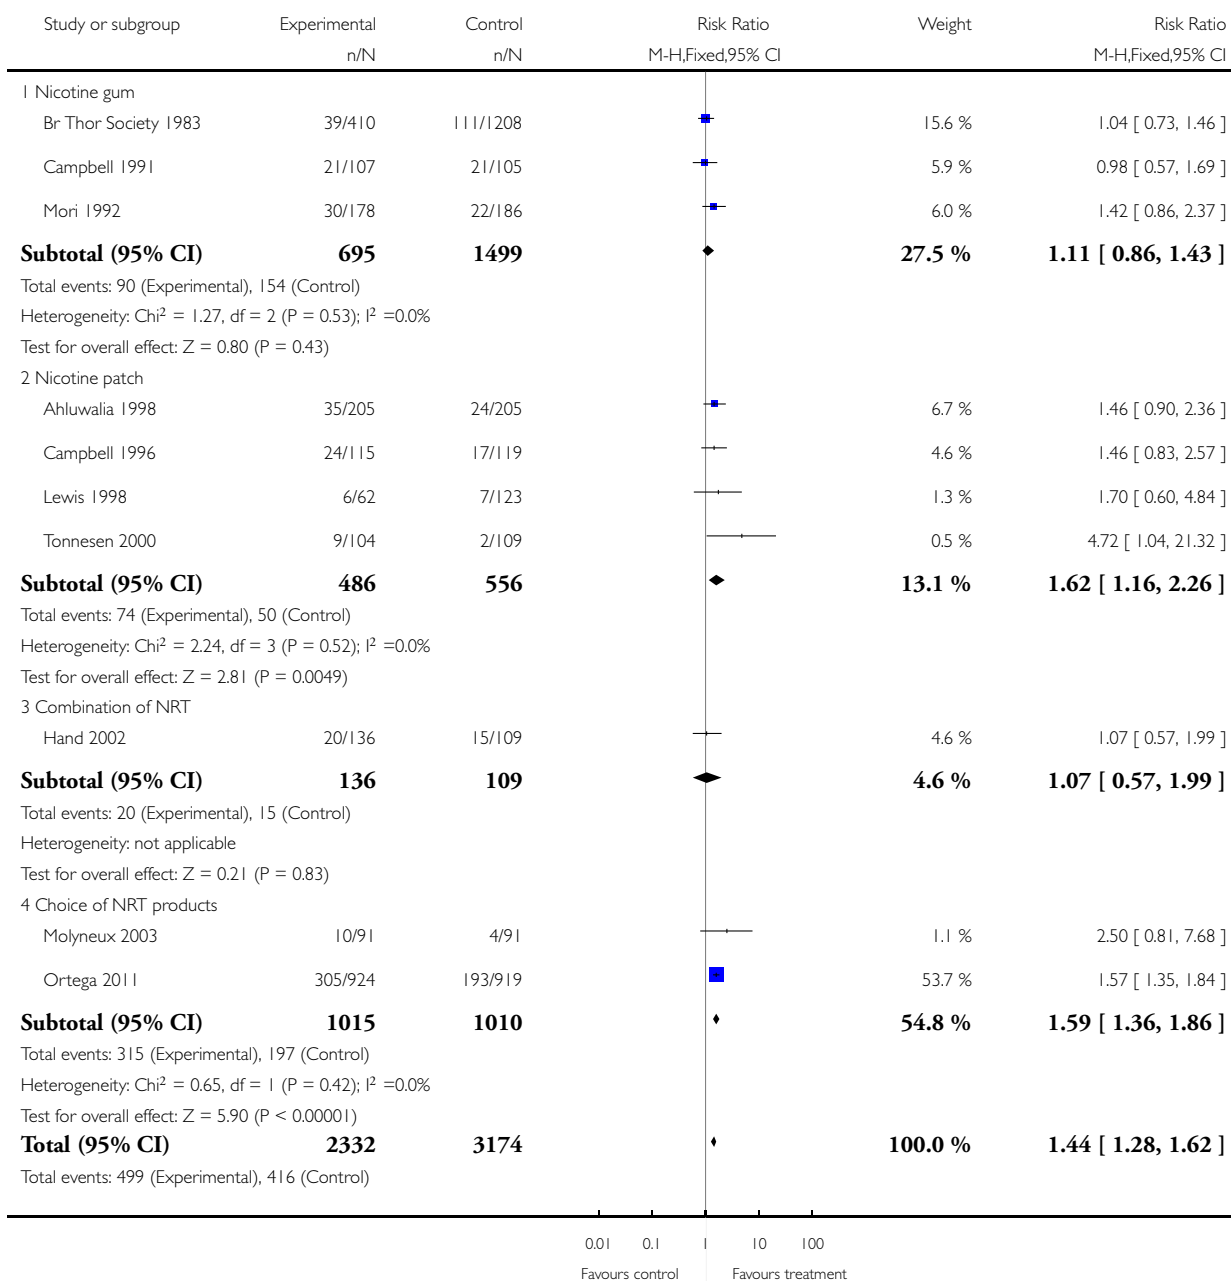 Study or subgroup Experimental Control Risk Ratio Weight Risk Ratio
n/N n/N M-H,Fixed,95% CI M-H,Fixed,95% CI
1 Nicotine gum
Br Thor Society 1983 39/410 111/1208 15.6 % 1.04 [ 0.73, 1.46 ]
Campbell 1991 21/107 21/105 5.9 % 0.98 [ 0.57, 1.69 ]
Mori 1992 30/178 22/186 6.0 % 1.42 [ 0.86, 2.37 ]
Subtotal (95% CI) 695 1499 27.5 % 1.11 [ 0.86, 1.43 ]
Total events: 90 (Experimental), 154 (Control)
Heterogeneity: Chi² = 1.27, df = 2 (P = 0.53); I² =0.0%
Test for overall effect: Z = 0.80 (P = 0.43)
2 Nicotine patch
Ahluwalia 1998 35/205 24/205 6.7 % 1.46 [ 0.90, 2.36 ]
Campbell 1996 24/115 17/119 4.6 % 1.46 [ 0.83, 2.57 ]
Lewis 1998 6/62 7/123 1.3 % 1.70 [ 0.60, 4.84 ]
Tonnesen 2000 9/104 2/109 0.5 % 4.72 [ 1.04, 21.32 ]
Subtotal (95% CI) 486 556 13.1 % 1.62 [ 1.16, 2.26 ]
Total events: 74 (Experimental), 50 (Control)
Heterogeneity: Chi² = 2.24, df = 3 (P = 0.52); I² =0.0%
Test for overall effect: Z = 2.81 (P = 0.0049)
3 Combination of NRT
Hand 2002 20/136 15/109 4.6 % 1.07 [ 0.57, 1.99 ]
Subtotal (95% CI) 136 109 4.6 % 1.07 [ 0.57, 1.99 ]
Total events: 20 (Experimental), 15 (Control)
Heterogeneity: not applicable
Test for overall effect: Z = 0.21 (P = 0.83)
4 Choice of NRT products
Molyneux 2003 10/91 4/91 1.1 % 2.50 [ 0.81, 7.68 ]
Ortega 2011 305/924 193/919 53.7 % 1.57 [ 1.35, 1.84 ]
Subtotal (95% CI) 1015 1010 54.8 % 1.59 [ 1.36, 1.86 ]
Total events: 315 (Experimental), 197 (Control)
Heterogeneity: Chi² = 0.65, df = 1 (P = 0.42); I² =0.0%
Test for overall effect: Z = 5.90 (P < 0.00001)
Total (95% CI) 2332 3174 100.0 % 1.44 [ 1.28, 1.62 ]
Total events: 499 (Experimental), 416 (Control)
0.01 0.1 1 10 100
Favours control Favours treatment